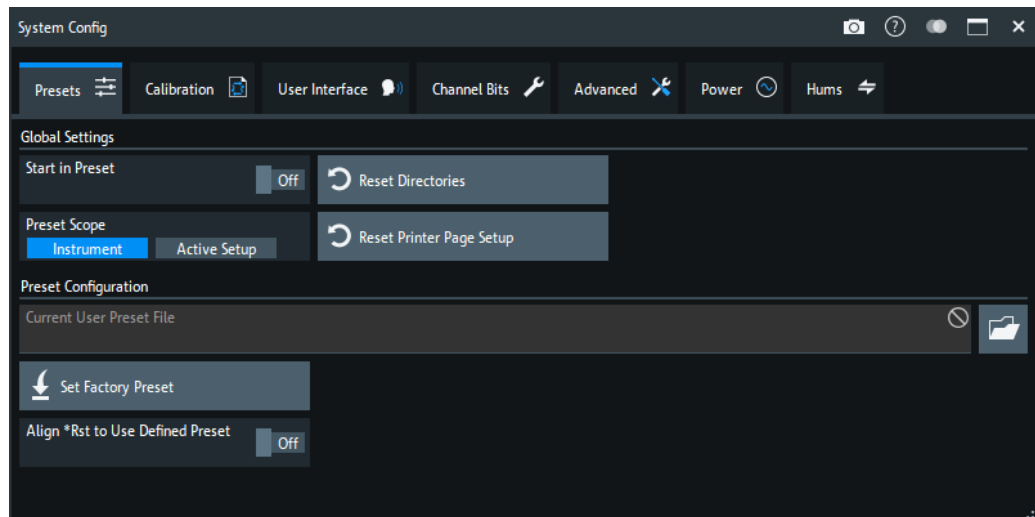 System Config
Presets Calibration User Interface Channel Bits Advanced Power Hums
Global Settings
Start in Preset
Off
Reset Directories
Preset Scope
Instrument Active Setup
Reset Printer Page Setup
Preset Configuration
Current User Preset File
Set Factory Preset
Align *Rst to Use Defined Preset
Off